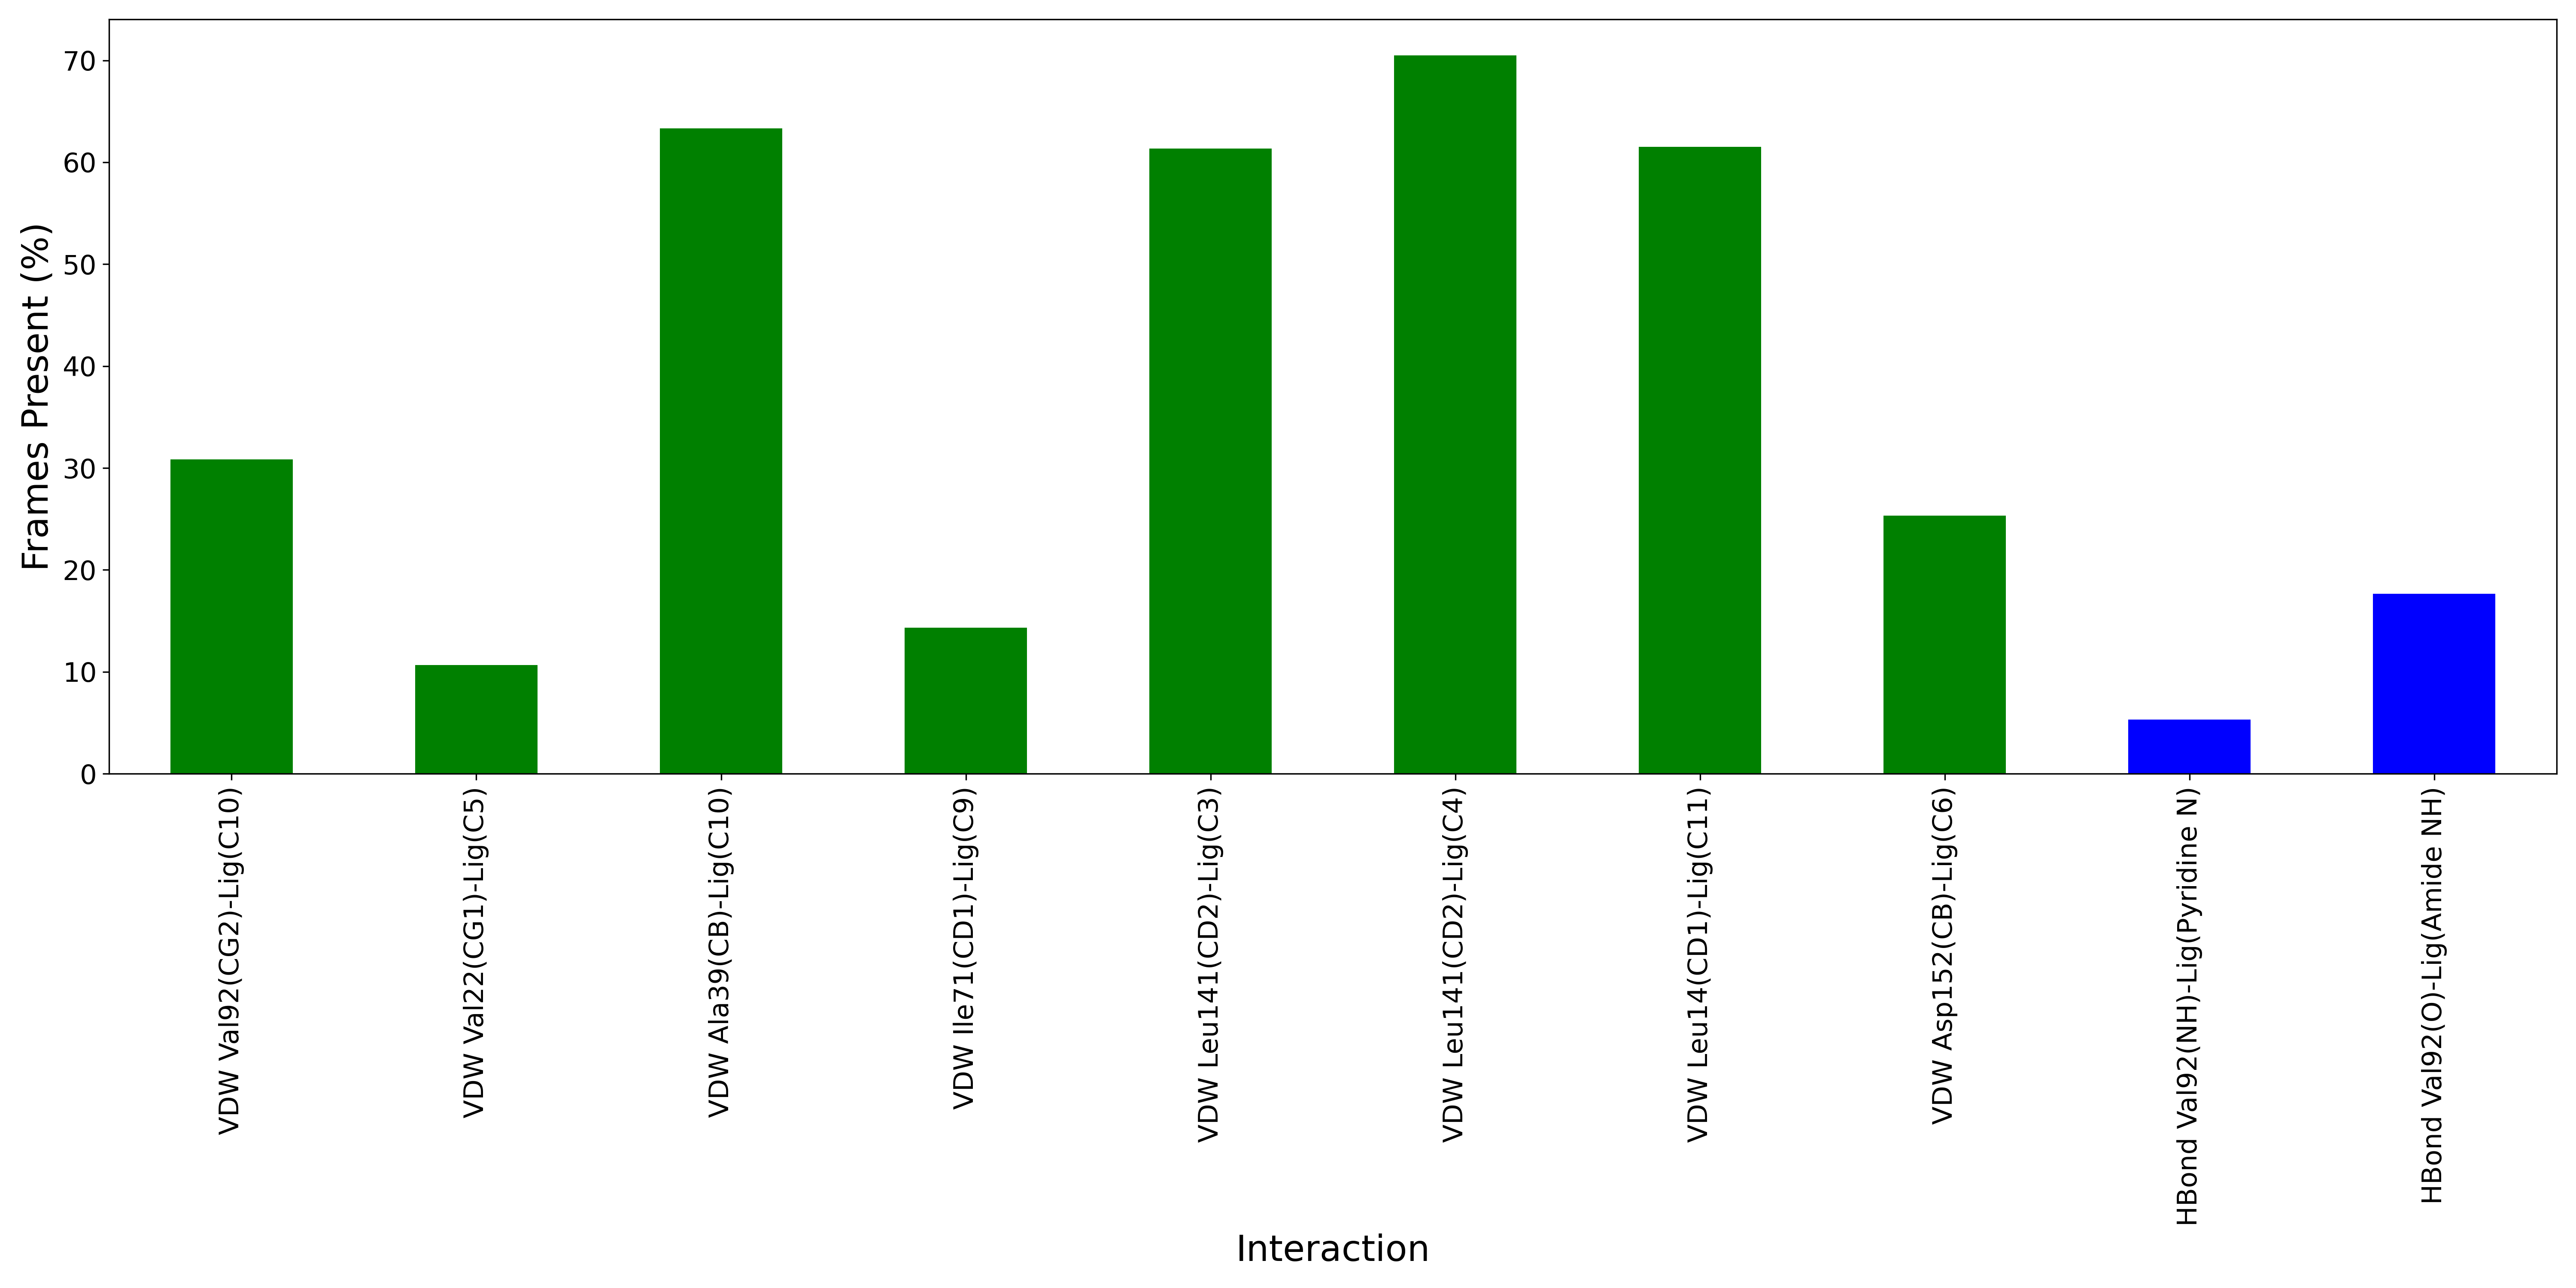 Frames Present (%)
70
60
50
40
30
20
10
0
VDW Val92(CG2)-Lig(C10)
VDW Val22(CG1)-Lig(C5)
VDW Ala39(CB)-Lig(C10)
VDW Ile71(CD1)-Lig(C9)
VDW Leu141(CD2)-Lig(C3)
VDW Leu141(CD2)-Lig(C4)
VDW Leu14(CD1)-Lig(C11)
VDW Asp152(CB)-Lig(C6)
HBond Val92(NH)-Lig(Pyridine N)
HBond Val92(O)-Lig(Amide NH)
Interaction